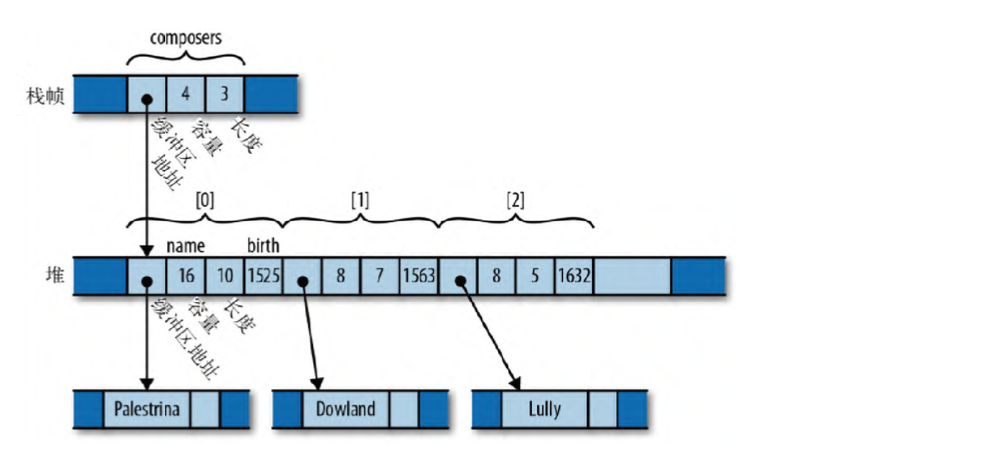 composers
栈帧 4 3
缓冲区地址 容量 长度
[0] [1] [2]
name birth
堆 16 10 1525 8 7 1563 8 5 1632
缓冲区地址 容量 长度
Palestrina Dowland Lully